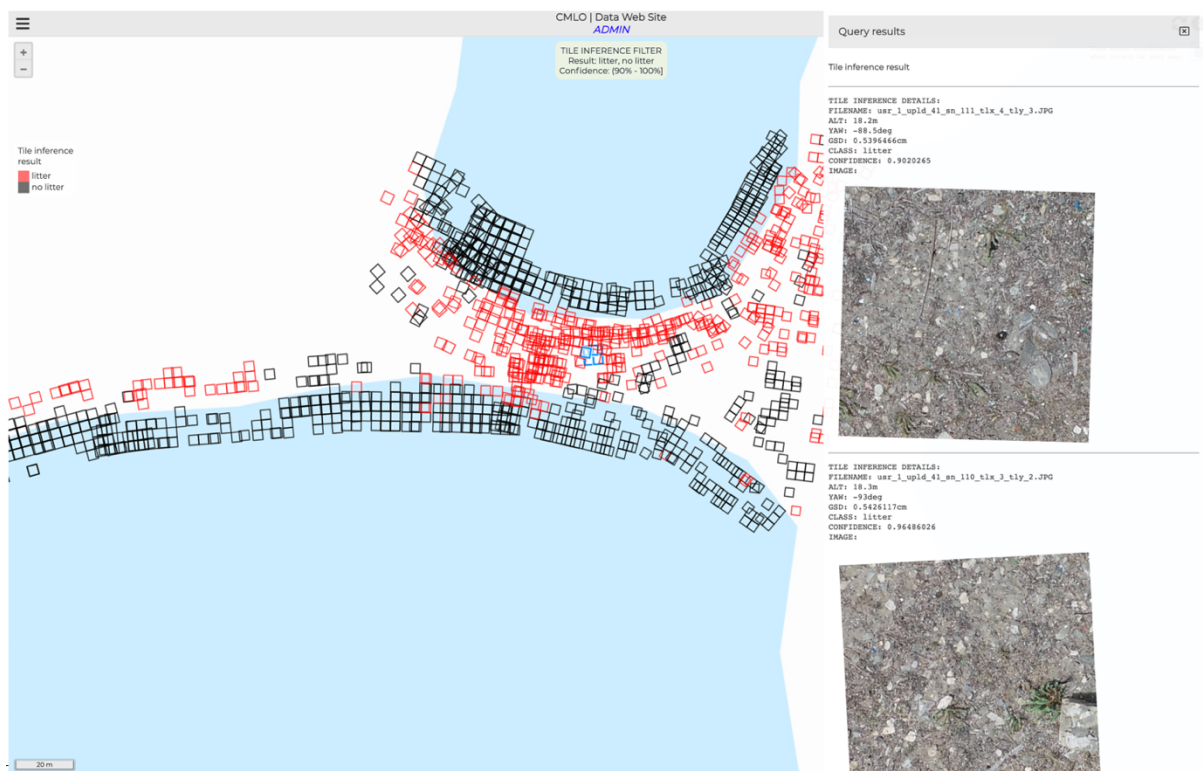 CMLO | Data Web Site
ADMIN
+
−
TILE INFERENCE FILTER
Result: litter, no litter
Confidence: (90% - 100%]
Tile inference
result
litter
no litter
20 m
Query results
Tile inference result
TILE INFERENCE DETAILS:
FILENAME: usr_1_upld_41_sn_111_tlx_4_tly_3.JPG
ALT: 18.2m
YAW: -88.5deg
GSD: 0.5396466cm
CLASS: litter
CONFIDENCE: 0.9020265
IMAGE:
TILE INFERENCE DETAILS:
FILENAME: usr_1_upld_41_sn_110_tlx_3_tly_2.JPG
ALT: 18.3m
YAW: -93deg
GSD: 0.5426117cm
CLASS: litter
CONFIDENCE: 0.96486026
IMAGE: